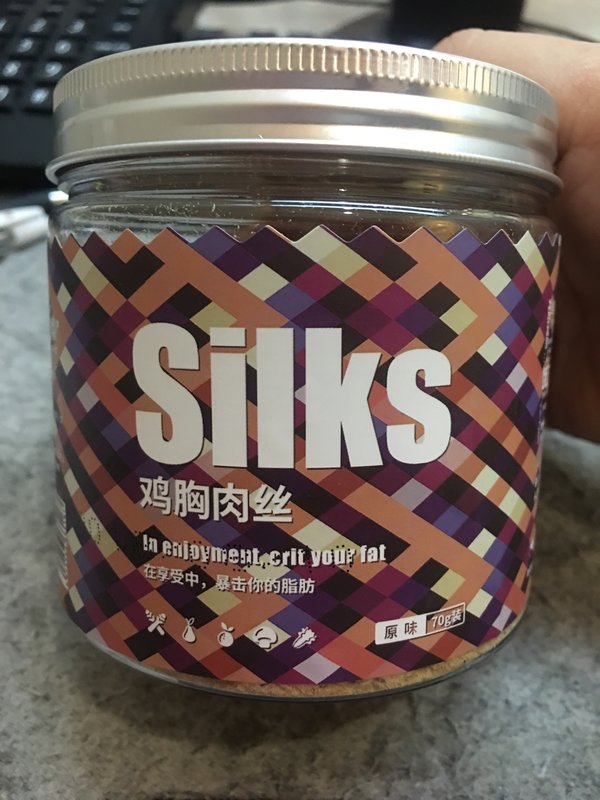 Silks
鸡胸肉丝
In enjoyment, crit your fat
在享受中，暴击你的脂肪
原味 70g装